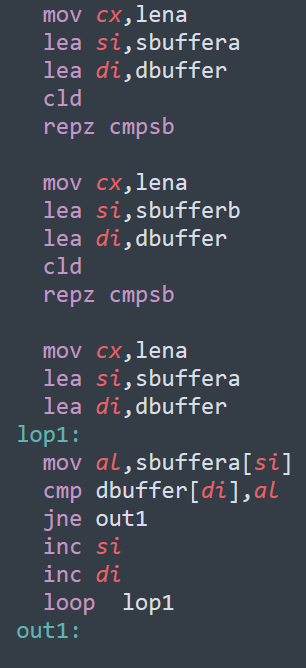 mov cx,lena
lea si,sbuffera
lea di,dbuffer
cld
repz cmpsb
mov cx,lena
lea si,sbufferb
lea di,dbuffer
cld
repz cmpsb
mov cx,lena
lea si,sbuffera
lea di,dbuffer
lop1:
mov al,sbuffera[si]
cmp dbuffer[di],al
jne out1
inc si
inc di
loop  lop1
out1: